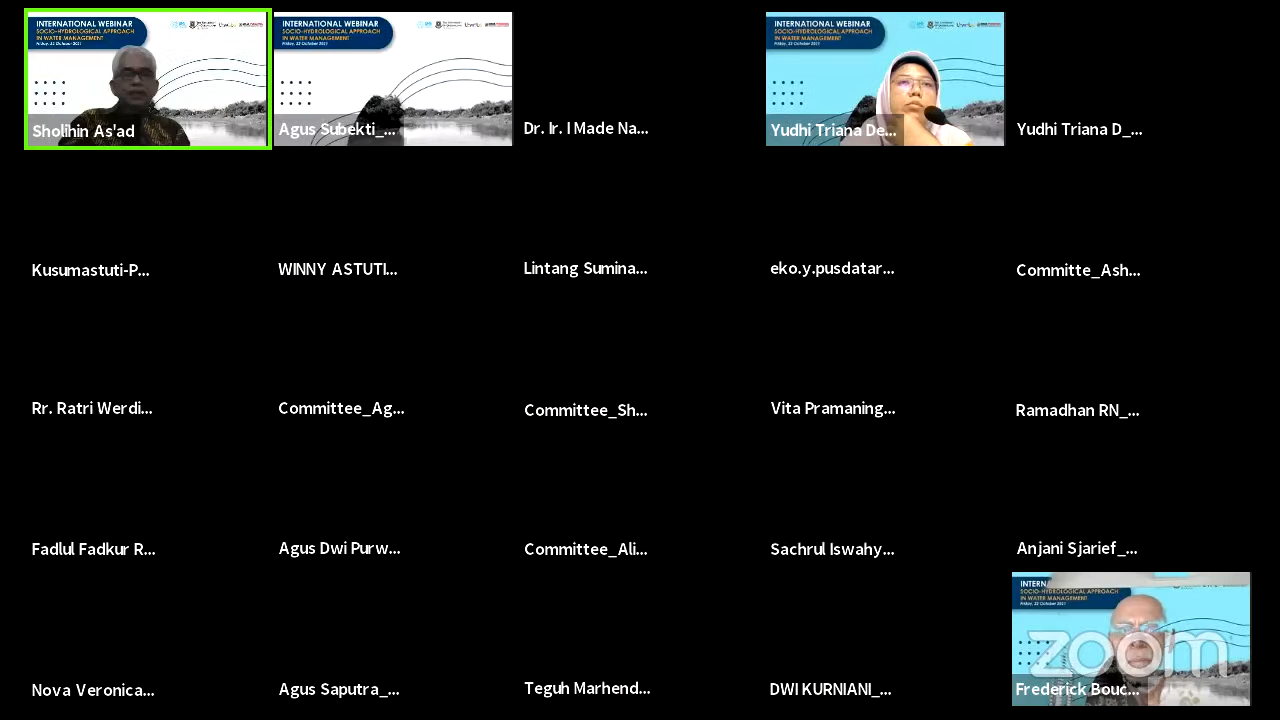 INTERNATIONAL WEBINAR
SOCIO-HYDROLOGICAL APPROACH
IN WATER MANAGEMENT
Friday, 22 October 2021
Sholihin As'ad
INTERNATIONAL WEBINAR
SOCIO-HYDROLOGICAL APPROACH
IN WATER MANAGEMENT
Friday, 22 October 2021
Agus Subekti_...
Dr. Ir. I Made Na...
INTERNATIONAL WEBINAR
SOCIO-HYDROLOGICAL APPROACH
IN WATER MANAGEMENT
Friday, 22 October 2021
Yudhi Triana De...
Yudhi Triana D_...
Kusumastuti-P...
WINNY ASTUTI...
Lintang Sumina...
eko.y.pusdatar...
Committe_Ash...
Rr. Ratri Werdi...
Committee_Ag...
Committee_Sh...
Vita Pramaning...
Ramadhan RN_...
Fadlul Fadkur R...
Agus Dwi Purw...
Committee_Ali...
Sachrul Iswahy...
Anjani Sjarief_...
Nova Veronica...
Agus Saputra_...
Teguh Marhend...
DWI KURNIANI_...
INTERN
SOCIO-HYDROLOGICAL APPROACH
IN WATER MANAGEMENT
Friday, 22 October 2021
zoom
Frederick Bouc...